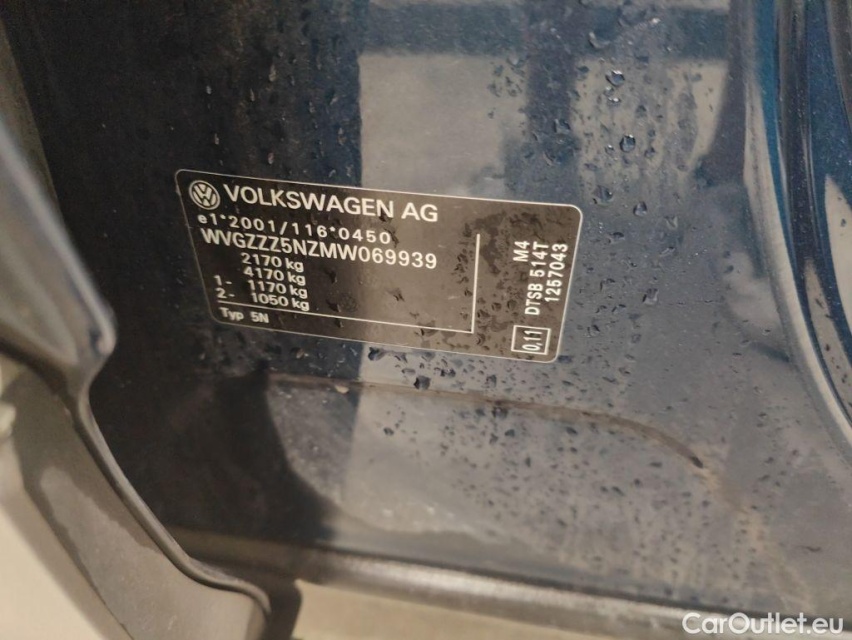 VOLKSWAGEN AG
e1*2001/116*0450
WVGZZZ5NZMW069939
2170 kg
4170 kg
1- 1170 kg
2- 1050 kg
Typ 5N
M4
DTSB 514T
1257043
0,11
CarOutlet.eu